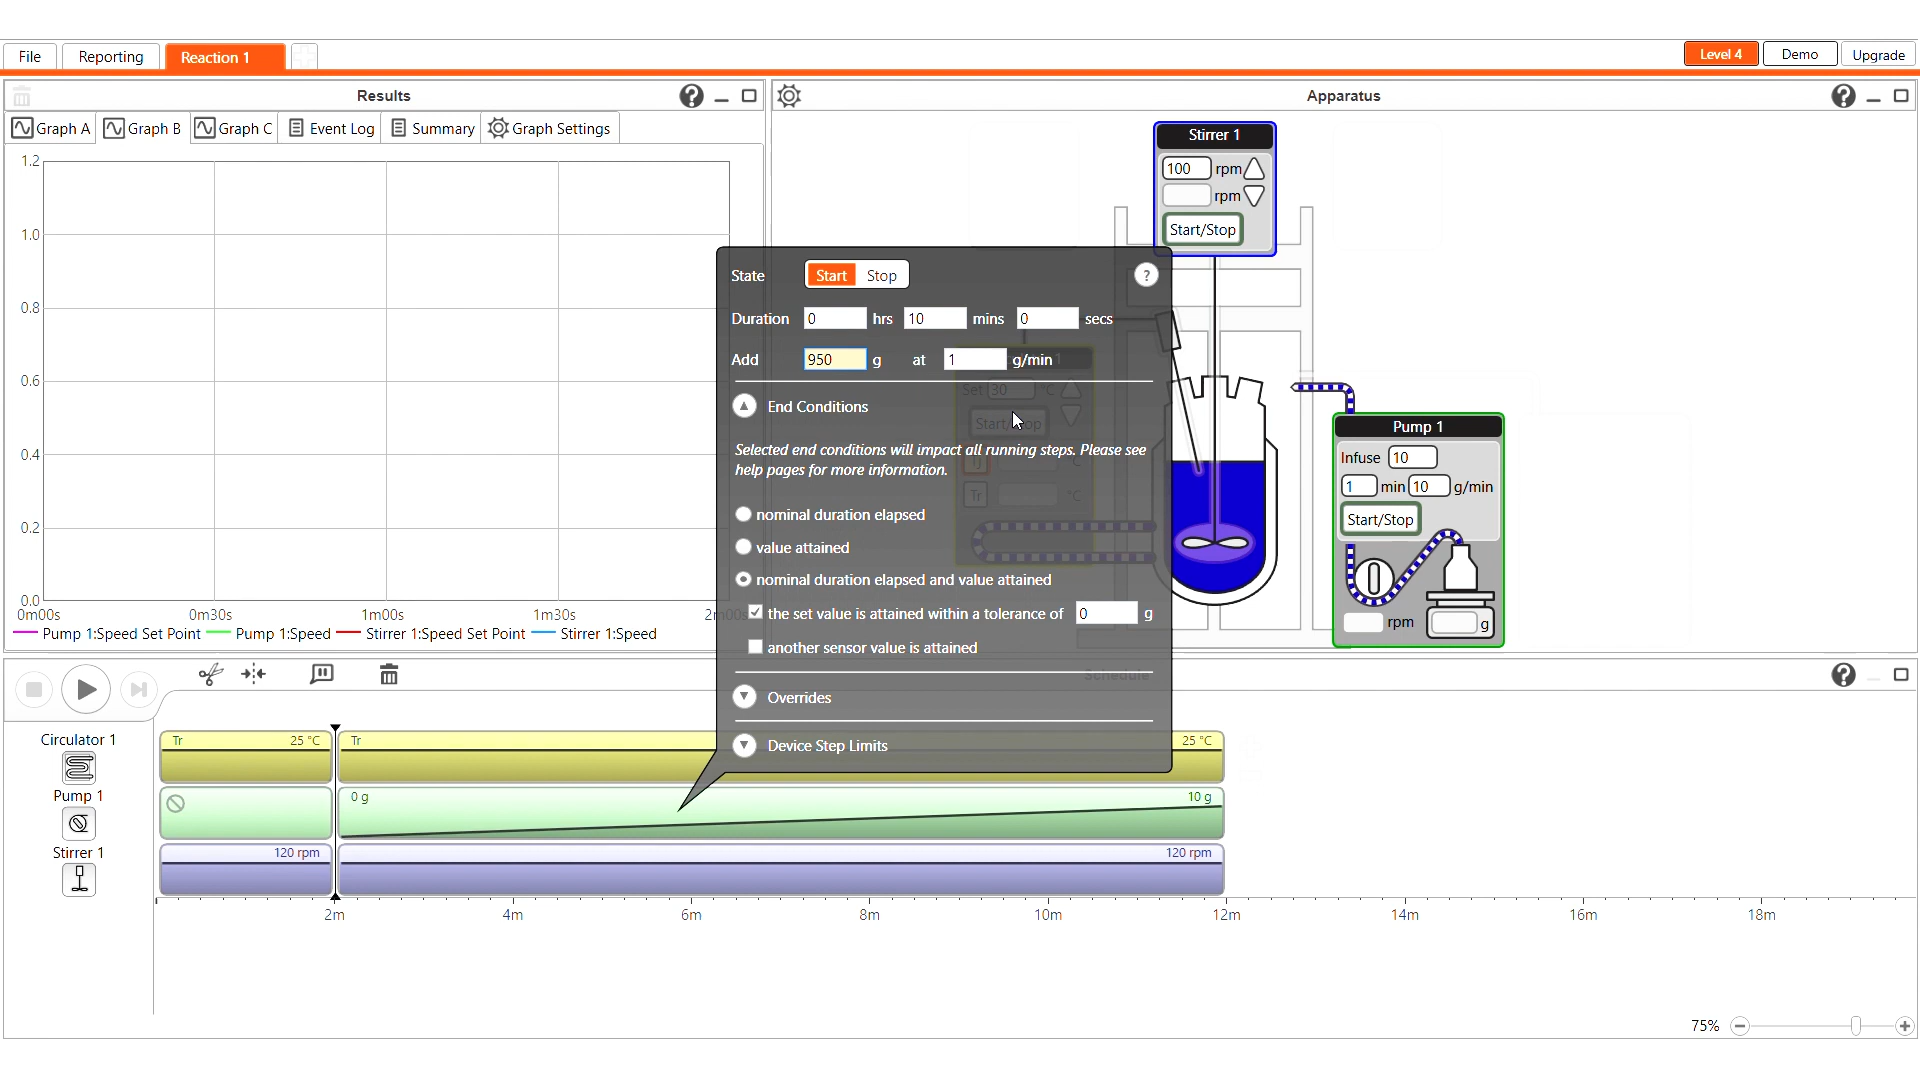 File Reporting Reaction 1 Level 4 Demo Upgrade
Results Apparatus
Graph A Graph B Graph C Event Log Summary Graph Settings
1.2
1.0
0.8
0.6
0.4
0.2
0.0
0m00s 0m30s 1m00s 1m30s
Pump 1:Speed Set Point Pump 1:Speed Stirrer 1:Speed Set Point Stirrer 1:Speed
Stirrer 1
100 rpm
rpm
Start/Stop
State Start Stop ?
Duration 0 hrs 10 mins 0 secs
Add 950 g at 1 g/min
Set 30 °C
End Conditions
Selected end conditions will impact all running steps. Please see
help pages for more information.
Tr °C
nominal duration elapsed
value attained
nominal duration elapsed and value attained
the set value is attained within a tolerance of 0 g
another sensor value is attained
Overrides
Device Step Limits
Pump 1
Infuse 10
1 min 10 g/min
Start/Stop
rpm g
Schedule
Circulator 1 Tr 25 °C Tr 25 °C
Pump 1 0 g 10 g
Stirrer 1 120 rpm 120 rpm
2m 4m 6m 8m 10m 12m 14m 16m 18m
75%